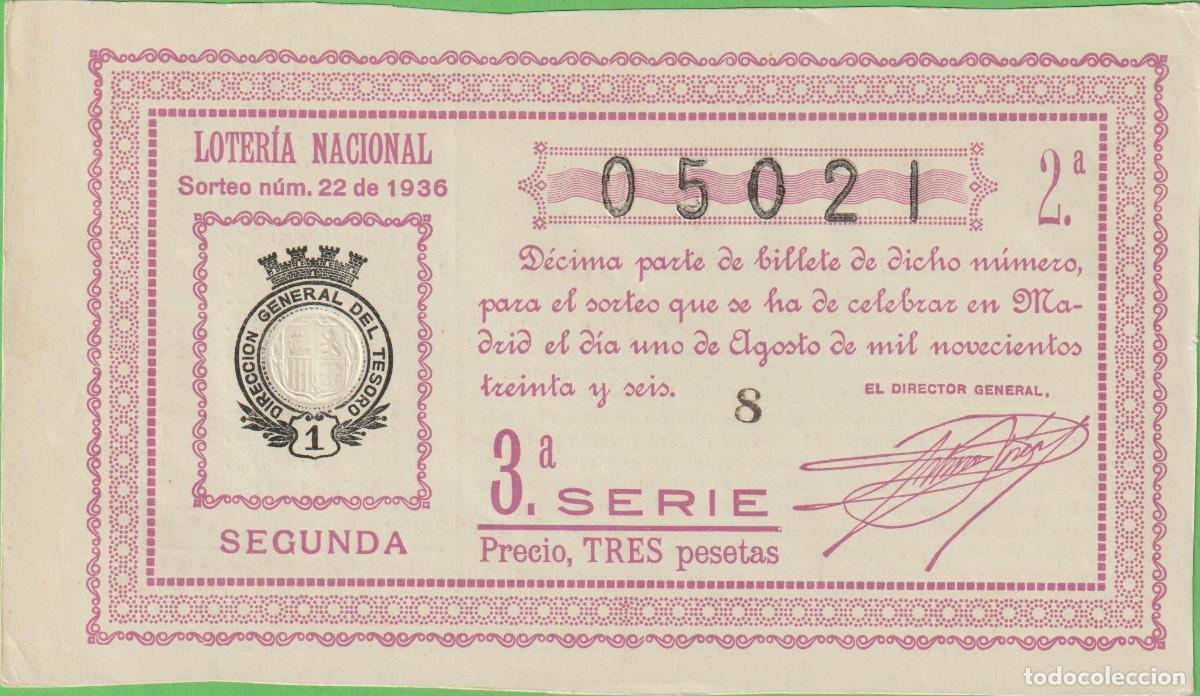 LOTERÍA NACIONAL
Sorteo núm. 22 de 1936
DIRECCION GENERAL DEL TESORO
1
SEGUNDA
05021
2.ª
Décima parte de billete de dicho número,
para el sorteo que se ha de celebrar en Ma-
drid el día uno de Agosto de mil novecientos
treinta y seis.
8
EL DIRECTOR GENERAL,
3.ª SERIE
Precio, TRES pesetas
todocoleccion